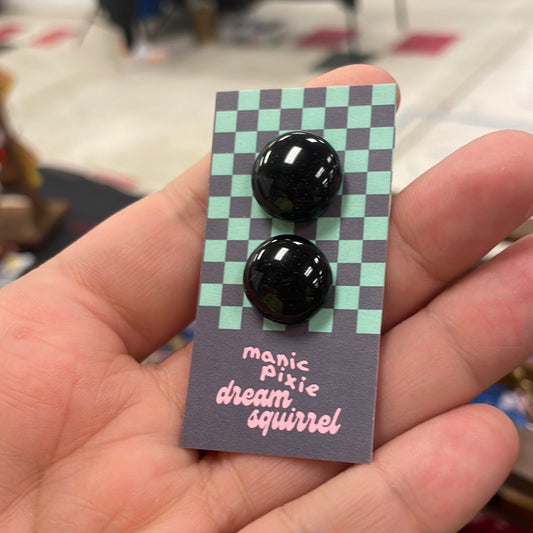 manic
pixie
dream
squirrel